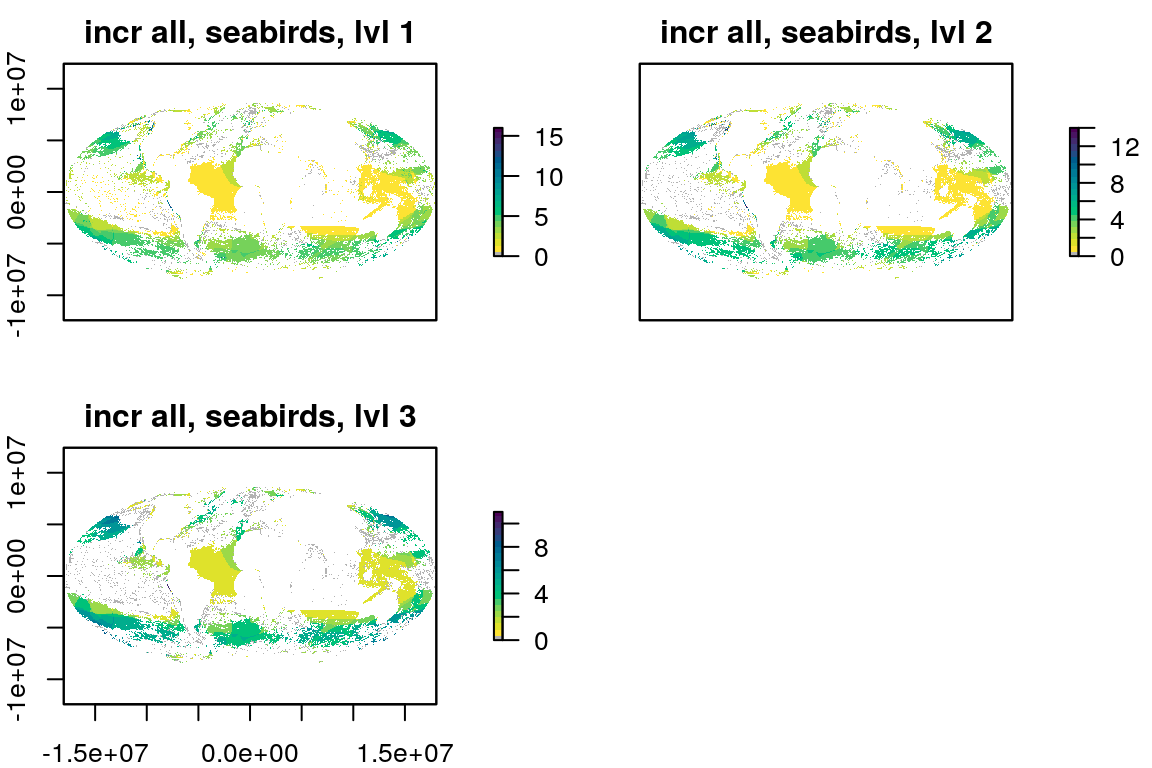 incr all, seabirds, lvl 1
1e+07
0e+00
-1e+07
15
10
5
0
incr all, seabirds, lvl 2
12
8
4
0
incr all, seabirds, lvl 3
1e+07
0e+00
-1e+07
8
4
0
-1.5e+07 0.0e+00 1.5e+07